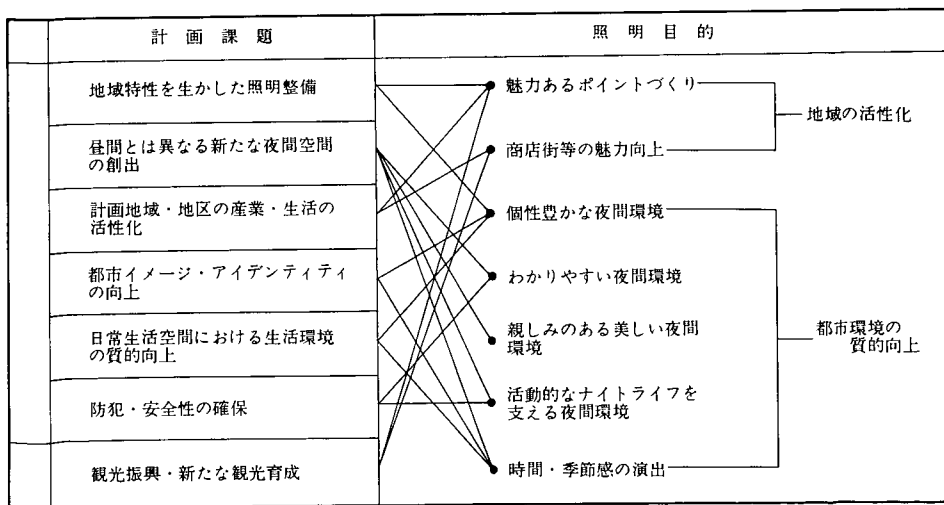 計画課題
照明目的
地域特性を生かした照明整備
昼間とは異なる新たな夜間空間
の創出
計画地域・地区の産業・生活の
活性化
都市イメージ・アイデンティティ
の向上
日常生活空間における生活環境
の質的向上
防犯・安全性の確保
観光振興・新たな観光育成
魅力あるポイントづくり
商店街等の魅力向上
個性豊かな夜間環境
わかりやすい夜間環境
親しみのある美しい夜間
環境
活動的なナイトライフを
支える夜間環境
時間・季節感の演出
地域の活性化
都市環境の
質的向上